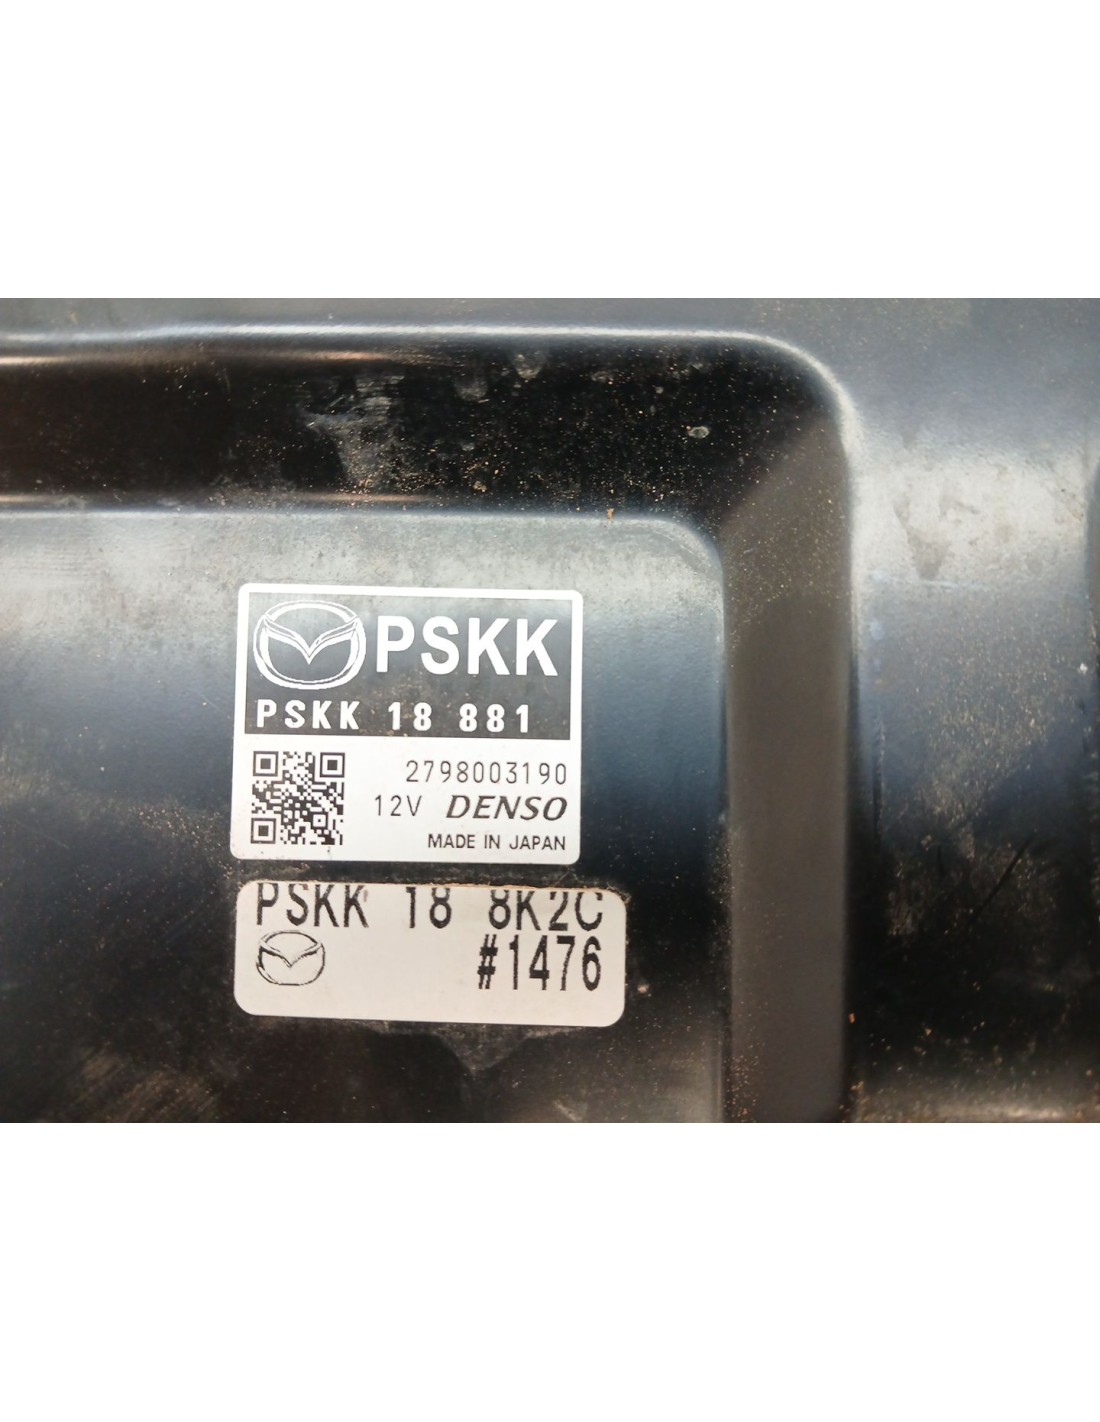 PSKK
PSKK 18 881
2798003190
12V DENSO
MADE IN JAPAN
PSKK 18 8K2C
#1476